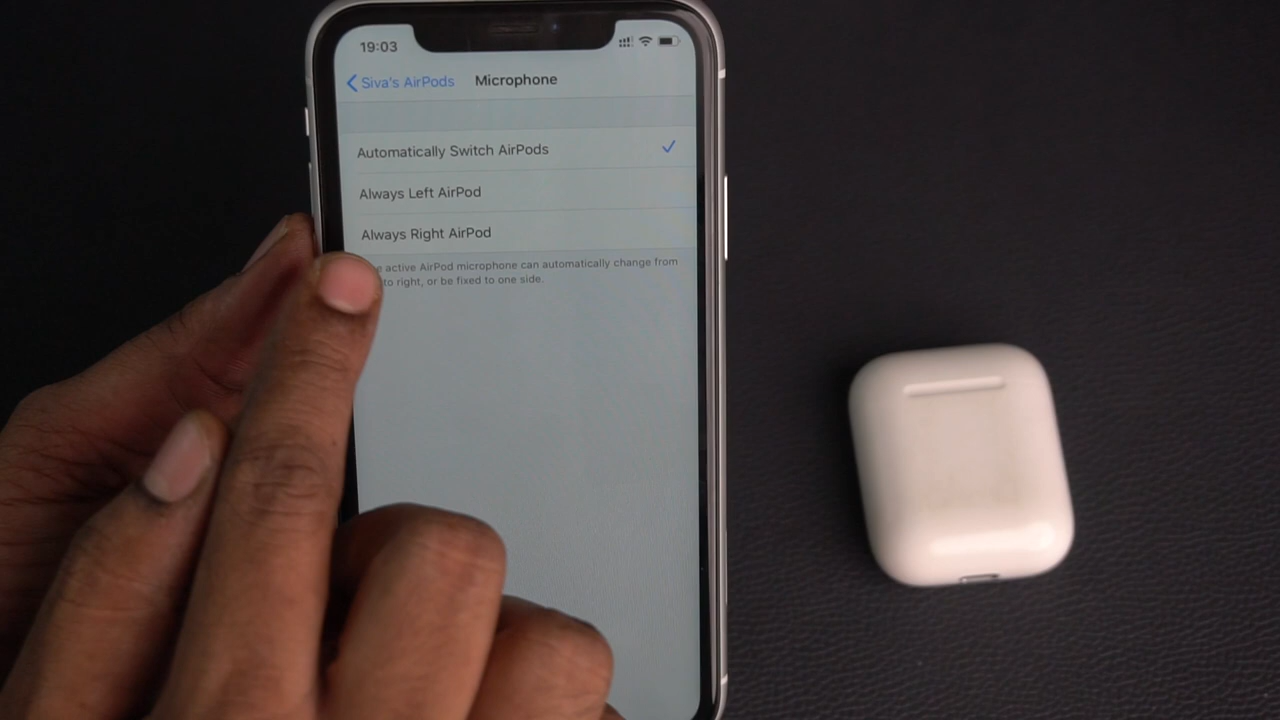 19:03
Siva's AirPods Microphone
Automatically Switch AirPods
Always Left AirPod
Always Right AirPod
active AirPod microphone can automatically change from
to right, or be fixed to one side.